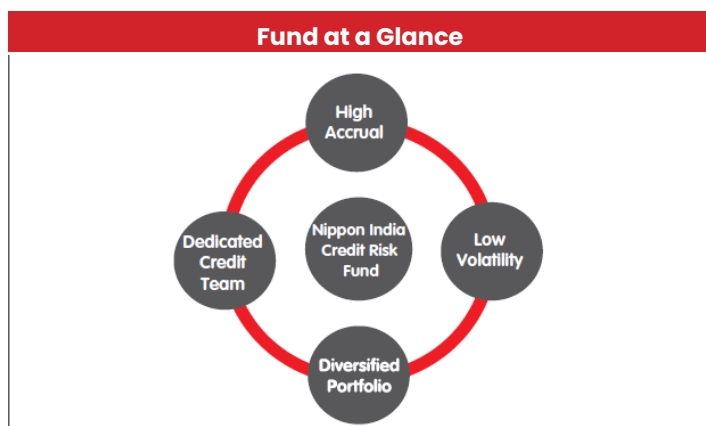 Fund at a Glance
High
Accrual
Dedicated
Credit
Team
Nippon India
Credit Risk
Fund
Low
Volatility
Diversified
Portfolio